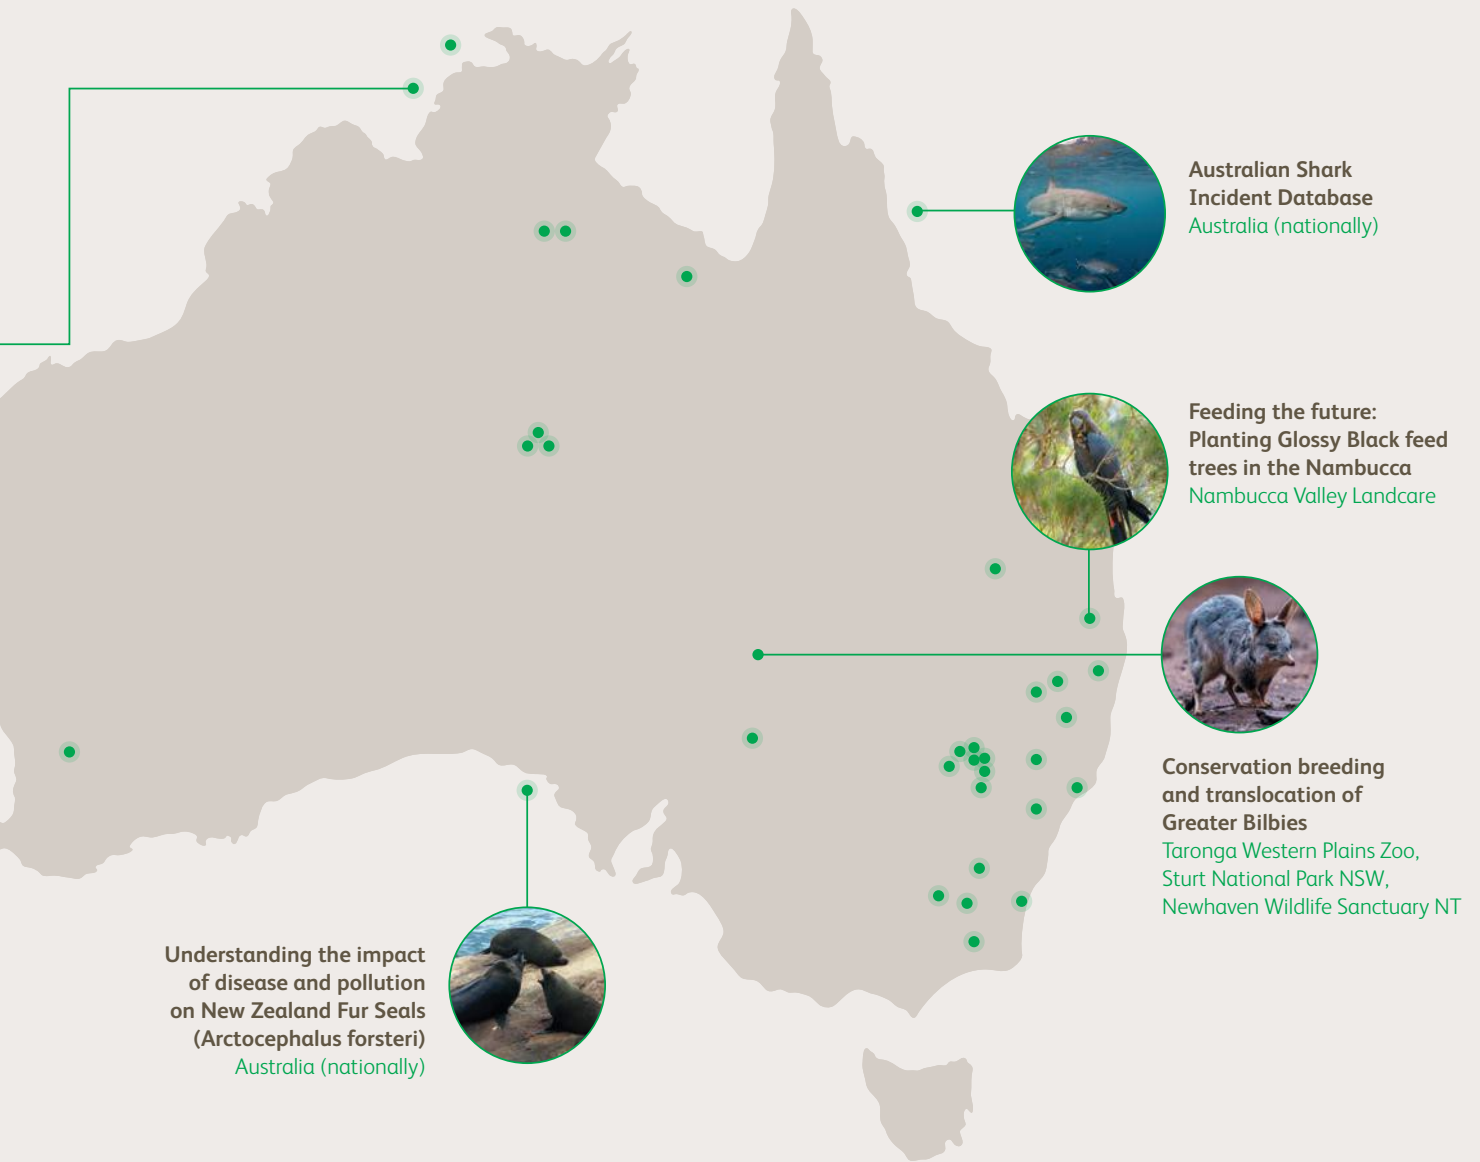 Australian Shark
Incident Database
Australia (nationally)
Feeding the future:
Planting Glossy Black feed
trees in the Nambucca
Nambucca Valley Landcare
Conservation breeding
and translocation of
Greater Bilbies
Taronga Western Plains Zoo,
Sturt National Park NSW,
Newhaven Wildlife Sanctuary NT
Understanding the impact
of disease and pollution
on New Zealand Fur Seals
(Arctocephalus forsteri)
Australia (nationally)